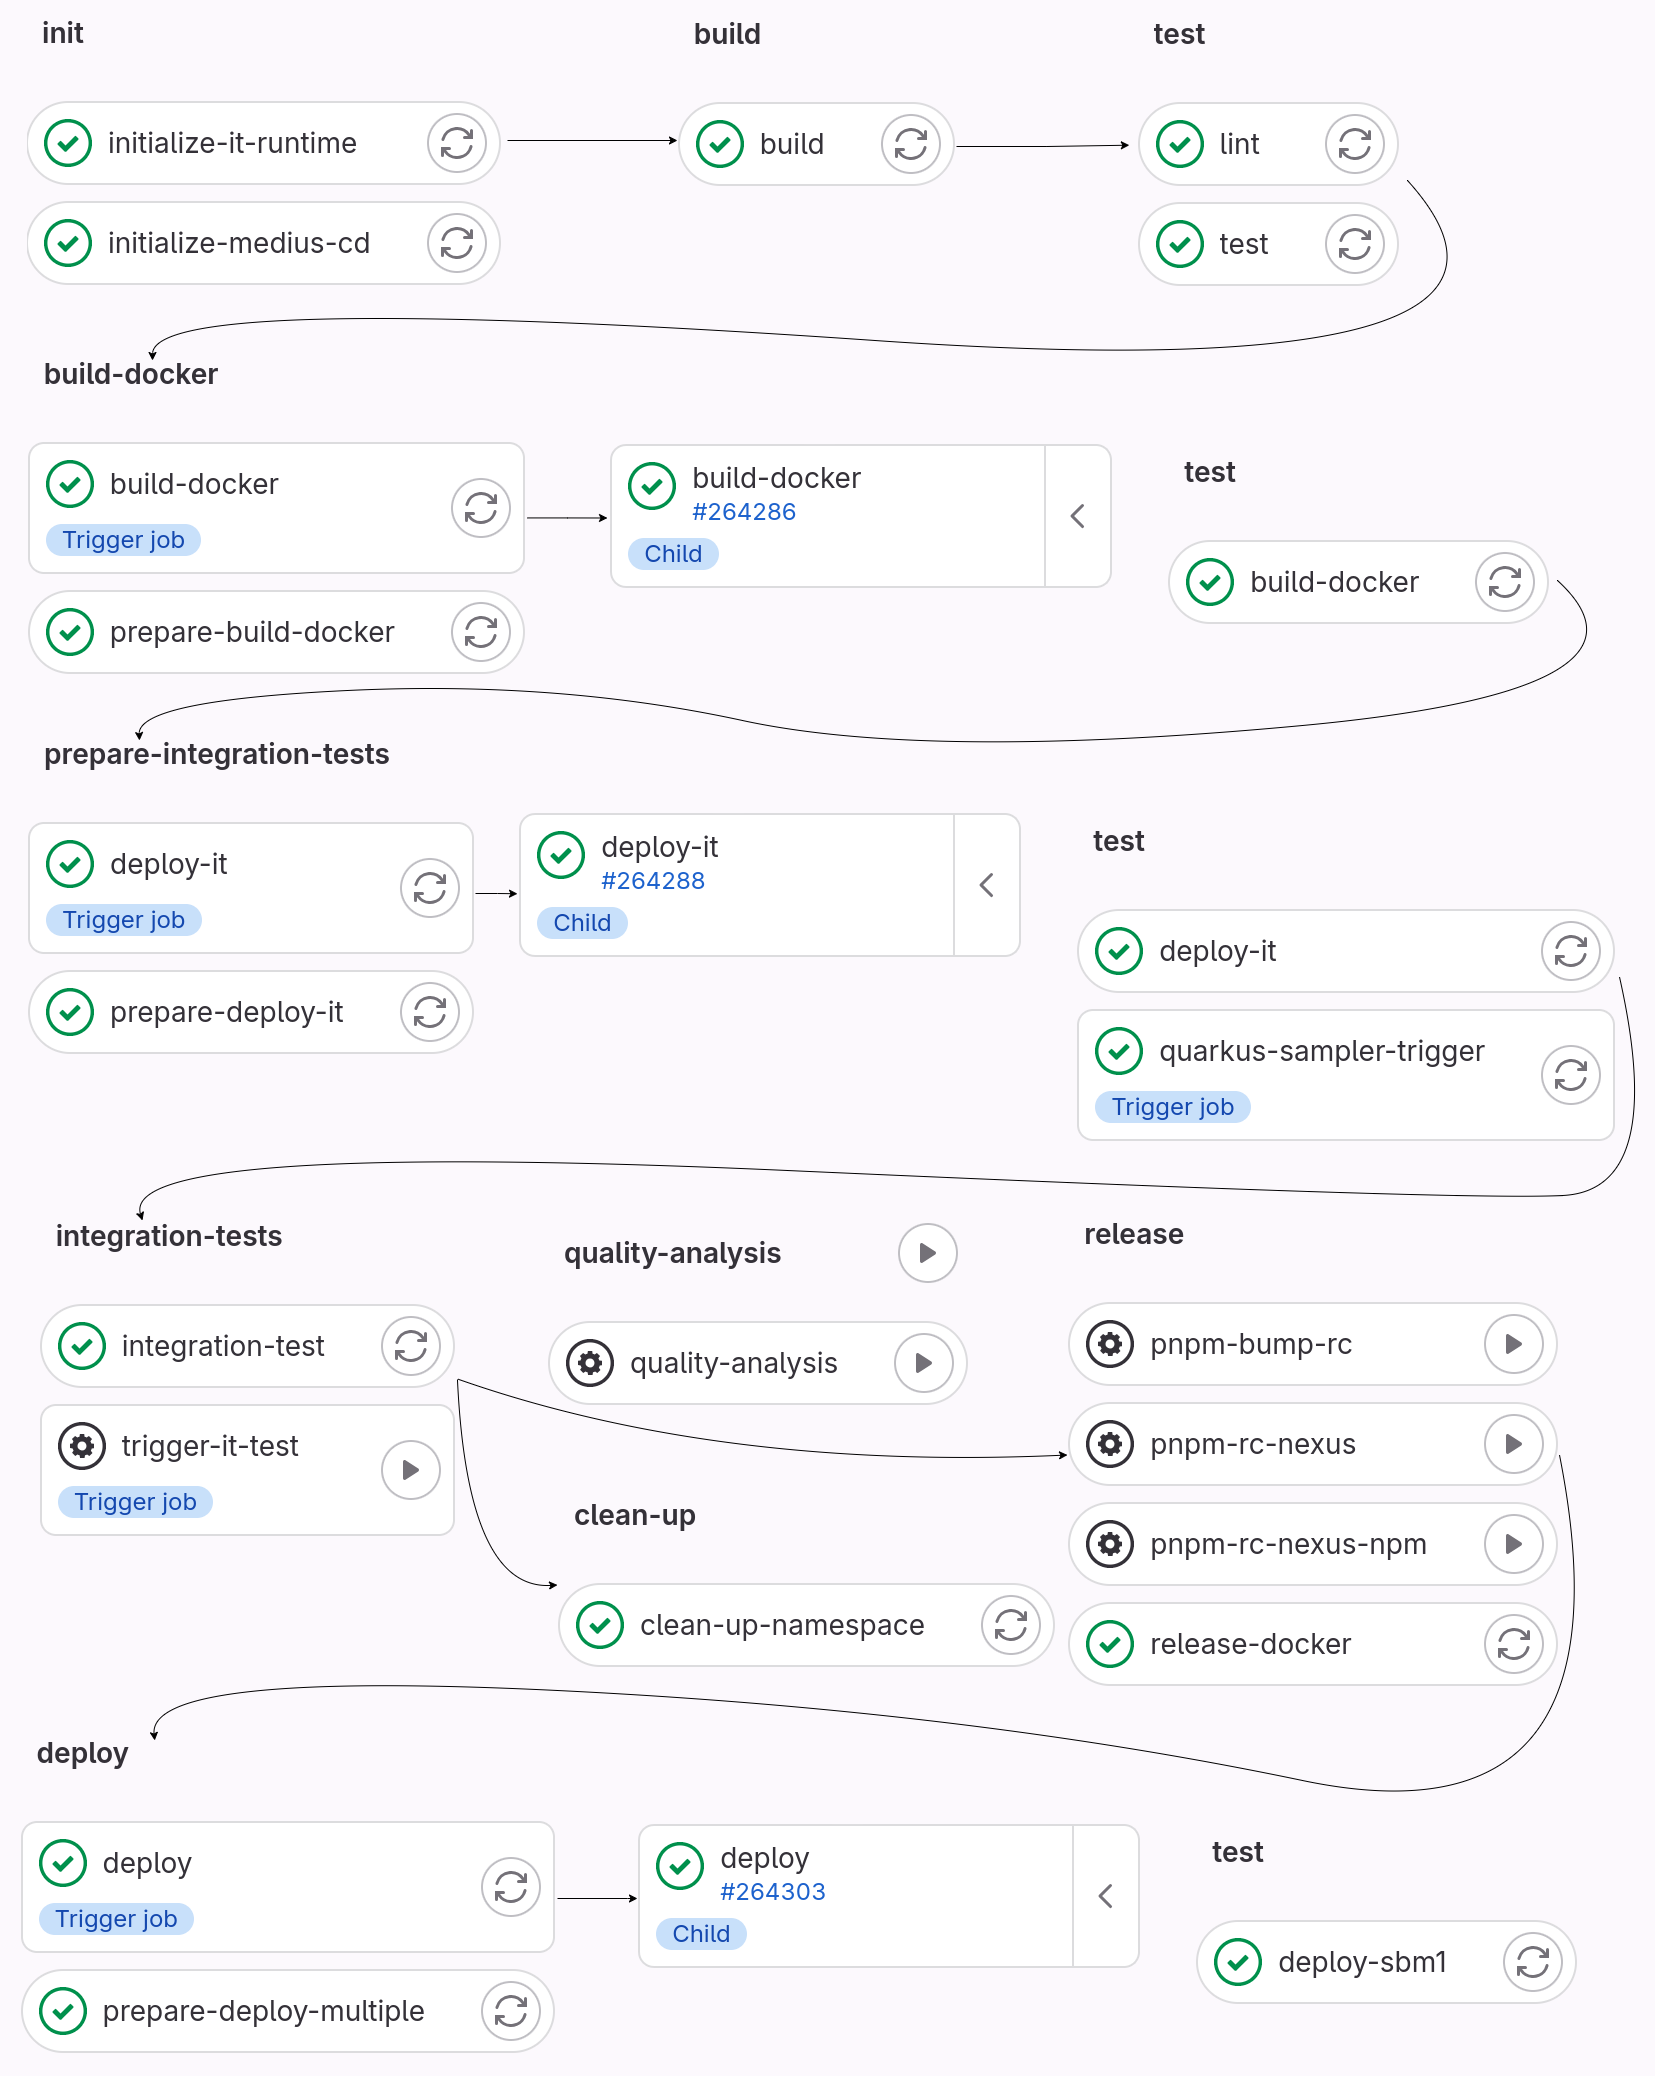 init
build
test
initialize-it-runtime
build
lint
initialize-medius-cd
test
build-docker
build-docker
Trigger job
build-docker
#264286
Child
test
build-docker
prepare-build-docker
prepare-integration-tests
deploy-it
Trigger job
deploy-it
#264288
Child
test
deploy-it
prepare-deploy-it
quarkus-sampler-trigger
Trigger job
integration-tests
quality-analysis
release
integration-test
quality-analysis
pnpm-bump-rc
trigger-it-test
Trigger job
pnpm-rc-nexus
clean-up
pnpm-rc-nexus-npm
clean-up-namespace
release-docker
deploy
deploy
Trigger job
deploy
#264303
Child
test
deploy-sbm1
prepare-deploy-multiple